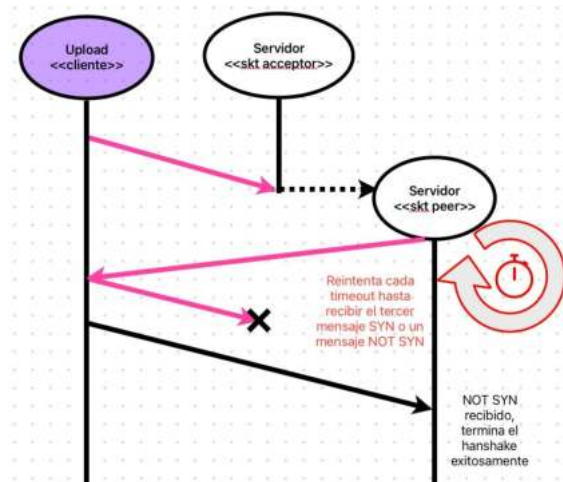 Upload
<<cliente>>
Servidor
<<skt acceptor>>
Servidor
<<skt peer>>
Reintenta cada
timeout hasta
recibir el tercer
mensaje SYN o un
mensaje NOT SYN
NOT SYN
recibido,
termina el
hanshake
exitosamente